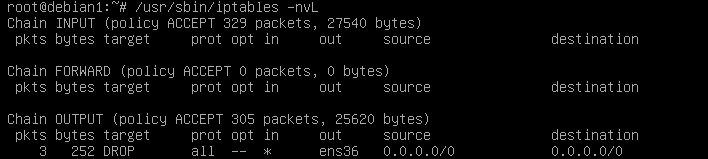 root@debian1:~# /usr/sbin/iptables -nvL
Chain INPUT (policy ACCEPT 329 packets, 27540 bytes)
 pkts bytes target     prot opt in     out     source               destination

Chain FORWARD (policy ACCEPT 0 packets, 0 bytes)
 pkts bytes target     prot opt in     out     source               destination

Chain OUTPUT (policy ACCEPT 305 packets, 25620 bytes)
 pkts bytes target     prot opt in     out     source               destination
    3   252 DROP       all  --  *      ens36   0.0.0.0/0            0.0.0.0/0